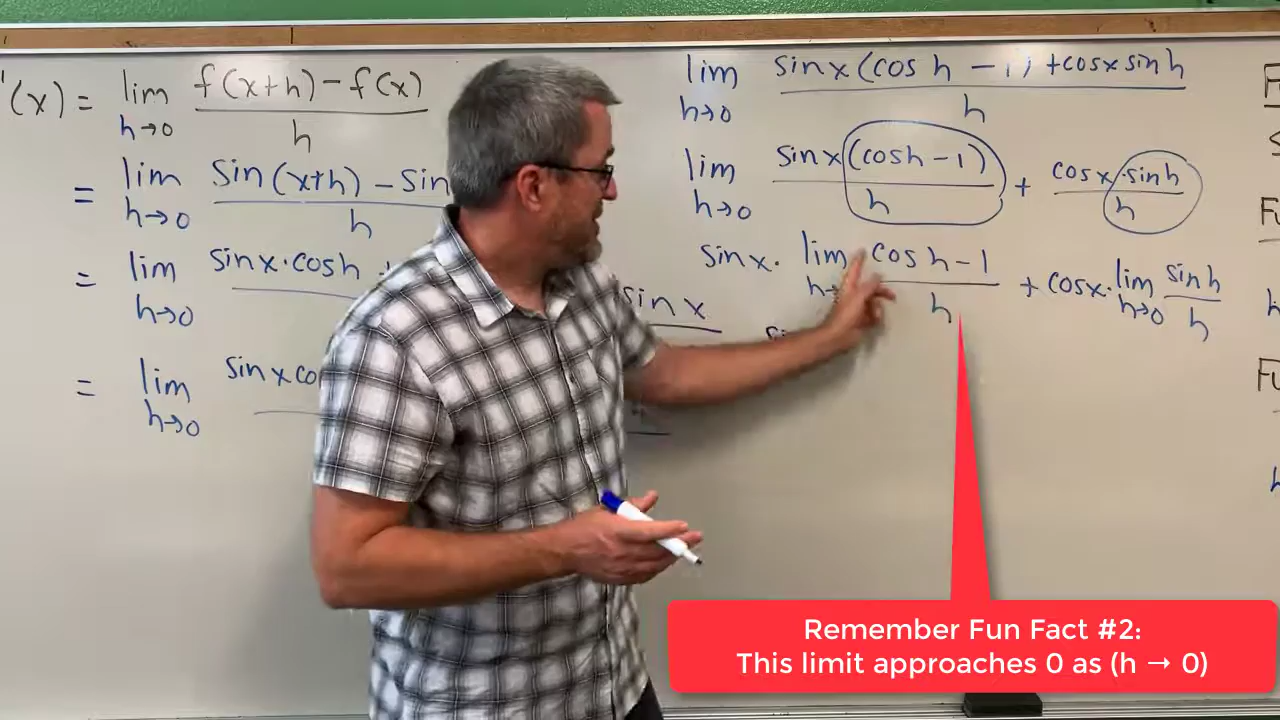 '(x) = lim h→0 f(x+h) − f(x) / h
= lim h→0 sin(x+h) − sin / h
= lim h→0 sinx·cosh sinx
= lim h→0 sinx co
lim h→0 sinx(cosh − 1) + cosx sinh / h
lim h→0 sinx(cosh − 1) / h + cosx·sinh / h
sinx· lim h→ cosh − 1 / h + cosx· lim h→0 sinh / h
Remember Fun Fact #2:
This limit approaches 0 as (h → 0)